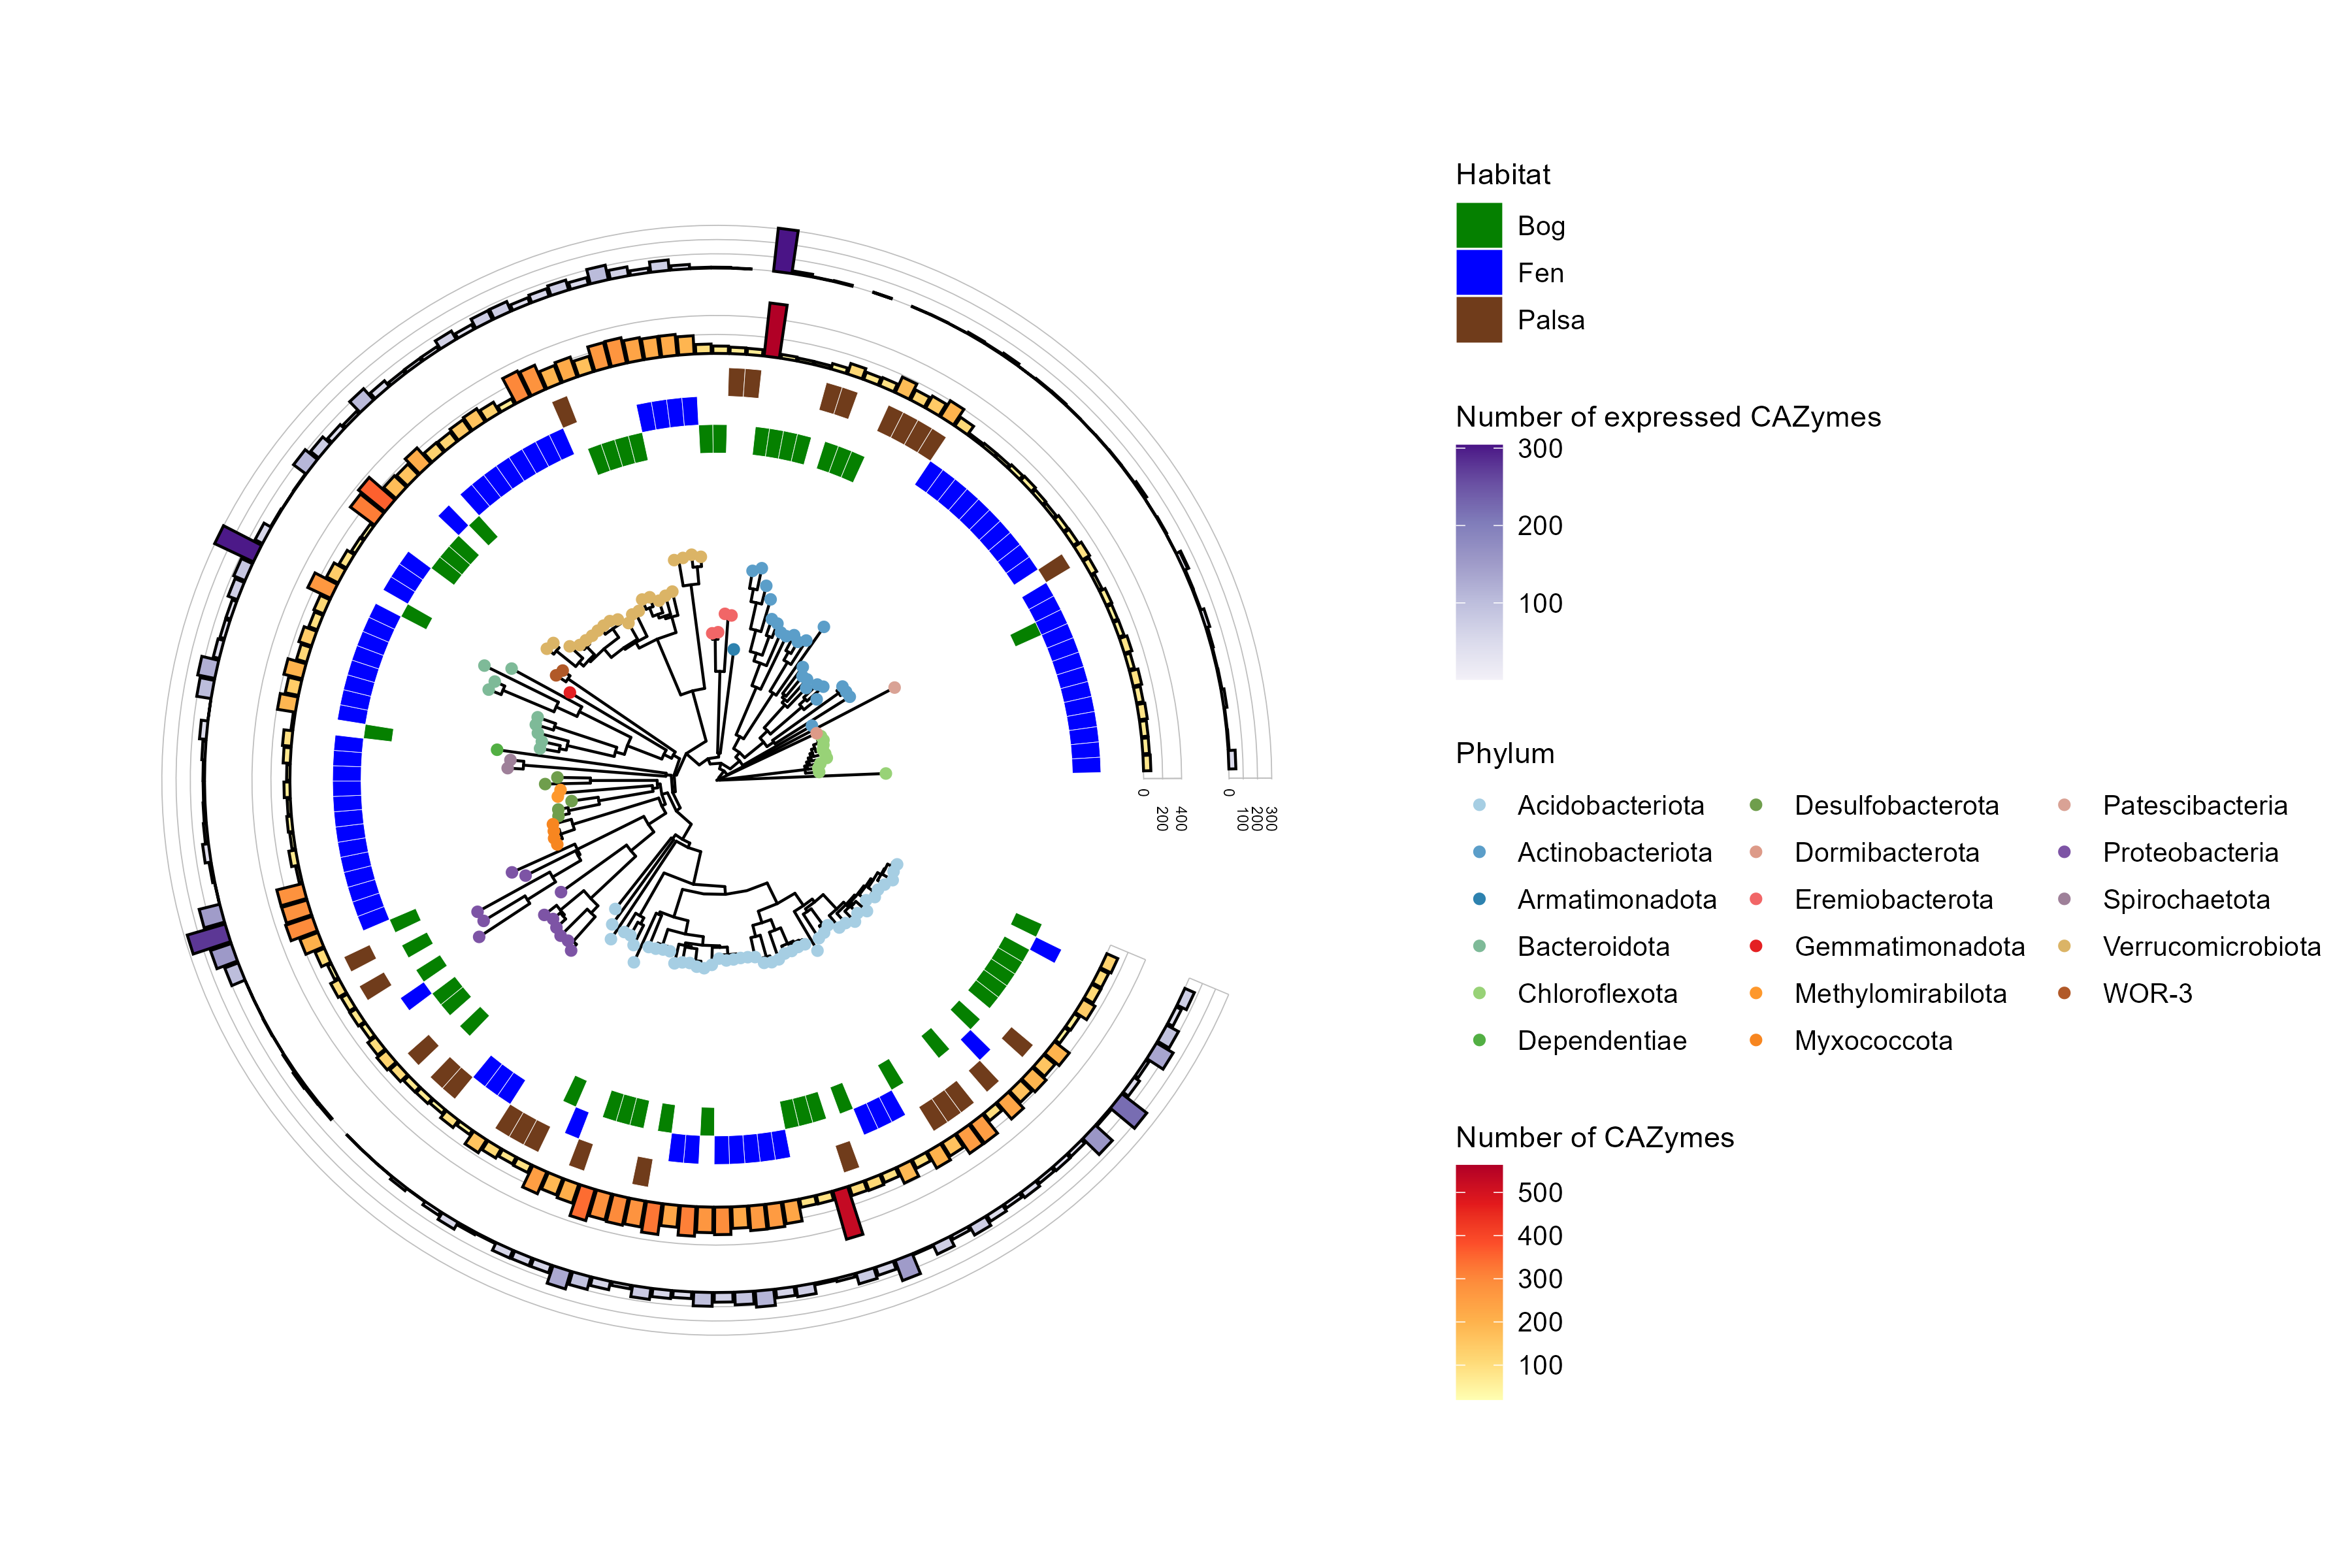 Habitat
Bog
Fen
Palsa
Number of expressed CAZymes
300
200
100
Phylum
Acidobacteriota
Actinobacteriota
Armatimonadota
Bacteroidota
Chloroflexota
Dependentiae
Desulfobacterota
Dormibacterota
Eremiobacterota
Gemmatimonadota
Methylomirabilota
Myxococcota
Patescibacteria
Proteobacteria
Spirochaetota
Verrucomicrobiota
WOR-3
Number of CAZymes
500
400
300
200
100
0
200
400
0
100
200
300